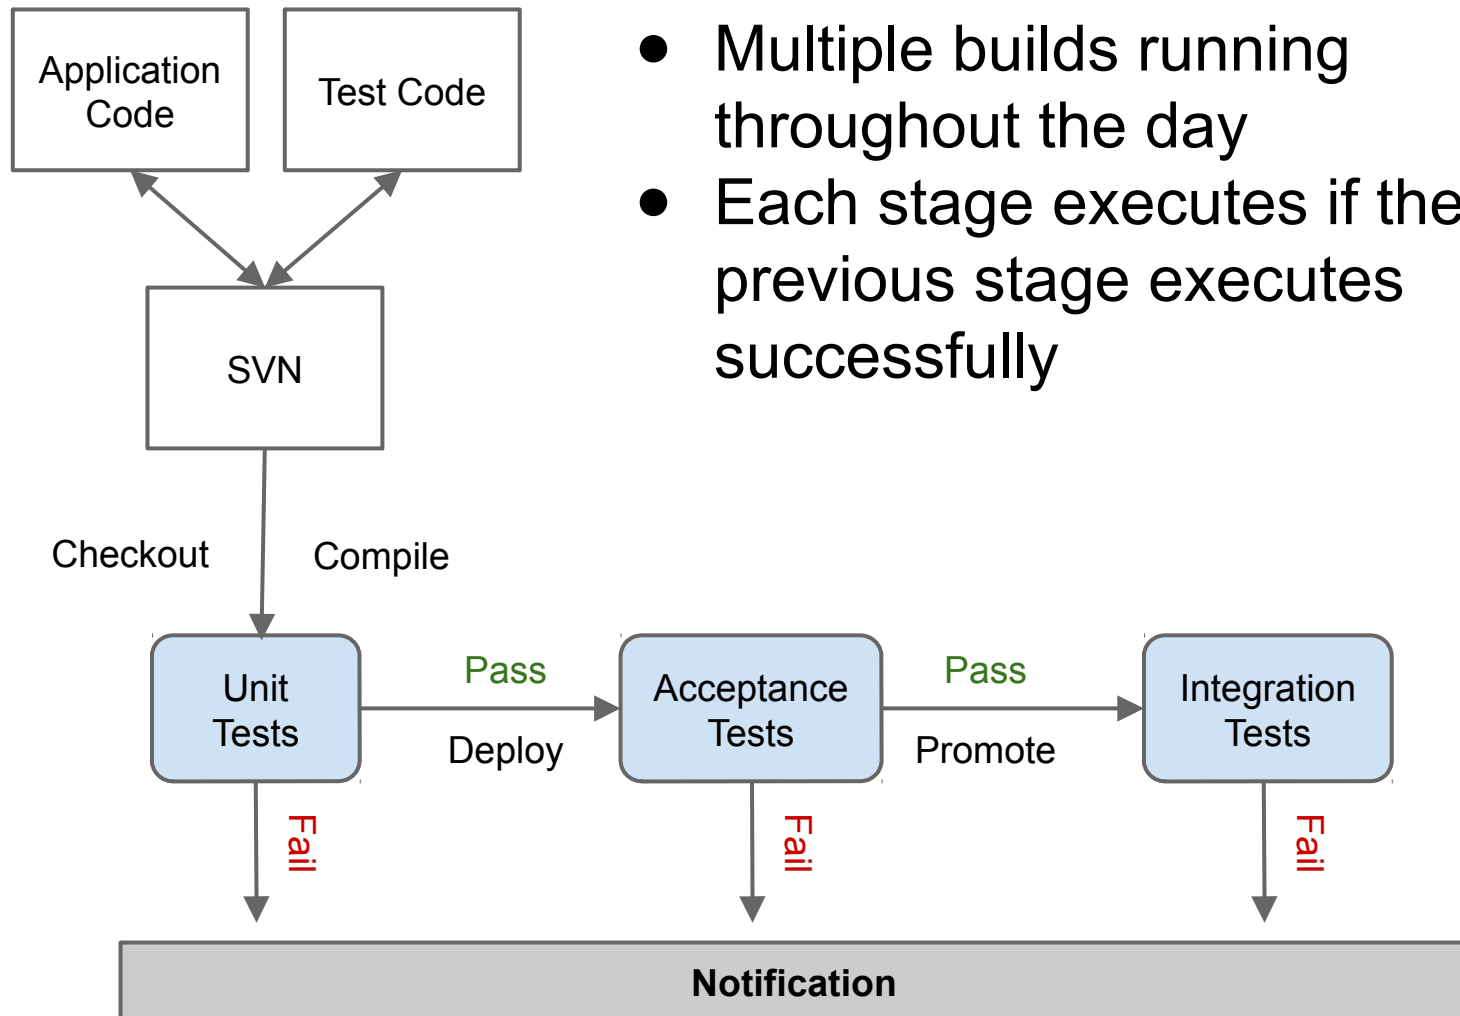 Application
Code
Test Code
● Multiple builds running
throughout the day
● Each stage executes if the
previous stage executes
successfully
SVN
Checkout
Compile
Unit
Tests
Pass
Deploy
Acceptance
Tests
Pass
Promote
Integration
Tests
Fail
Fail
Fail
Notification